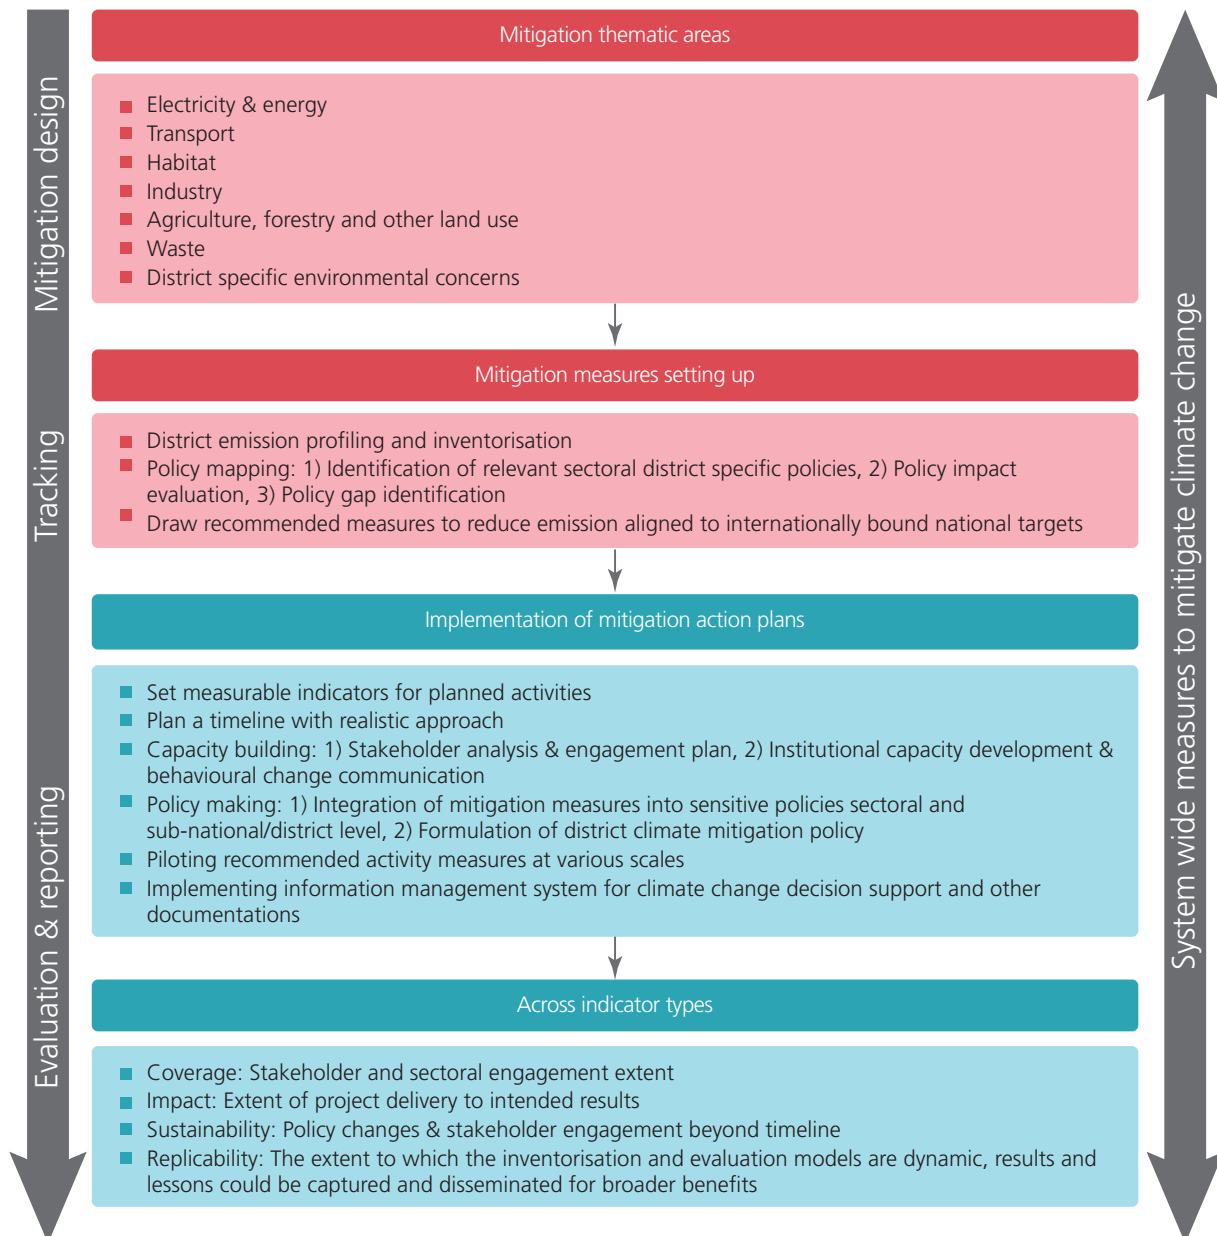 Mitigation thematic areas
Electricity & energy
Transport
Habitat
Industry
Agriculture, forestry and other land use
Waste
District specific environmental concerns
Mitigation measures setting up
District emission profiling and inventorisation
Policy mapping: 1) Identification of relevant sectoral district specific policies, 2) Policy impact
evaluation, 3) Policy gap identification
Draw recommended measures to reduce emission aligned to internationally bound national targets
Implementation of mitigation action plans
Set measurable indicators for planned activities
Plan a timeline with realistic approach
Capacity building: 1) Stakeholder analysis & engagement plan, 2) Institutional capacity development &
behavioural change communication
Policy making: 1) Integration of mitigation measures into sensitive policies sectoral and
sub-national/district level, 2) Formulation of district climate mitigation policy
Piloting recommended activity measures at various scales
Implementing information management system for climate change decision support and other
documentations
Across indicator types
Coverage: Stakeholder and sectoral engagement extent
Impact: Extent of project delivery to intended results
Sustainability: Policy changes & stakeholder engagement beyond timeline
Replicability: The extent to which the inventorisation and evaluation models are dynamic, results and
lessons could be captured and disseminated for broader benefits
Mitigation design
Tracking
Evaluation & reporting
System wide measures to mitigate climate change